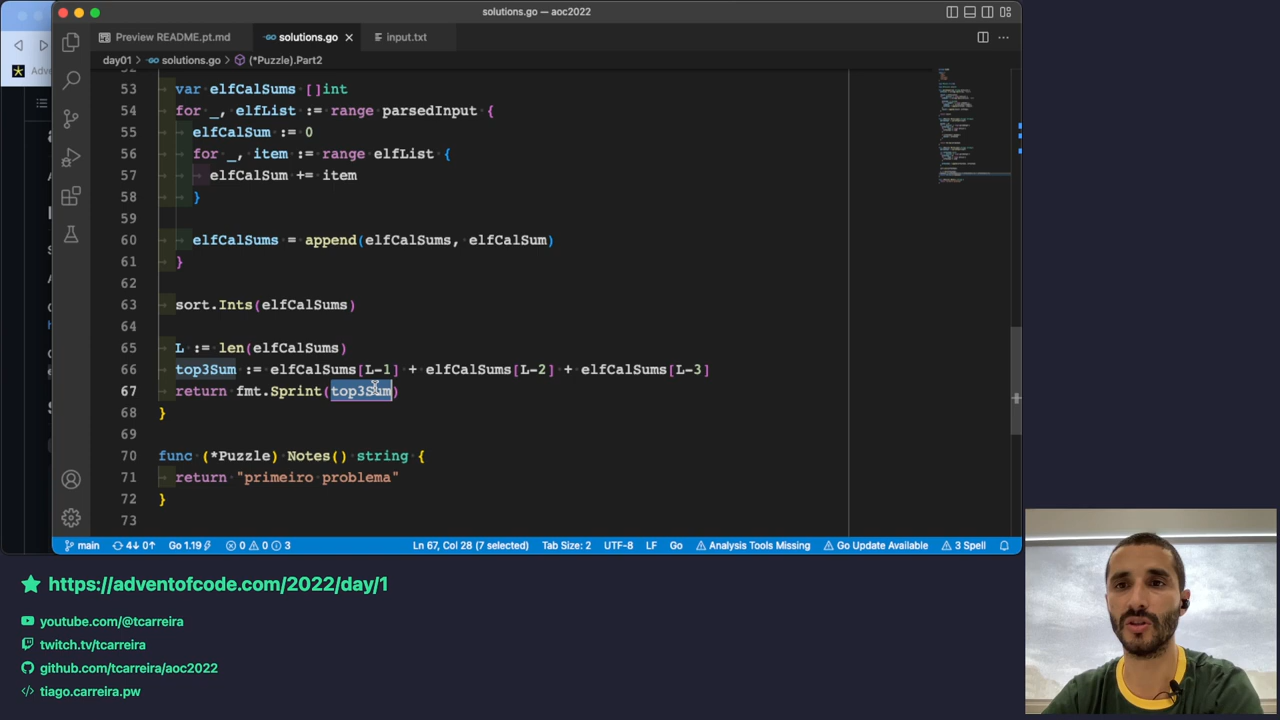 solutions.go — aoc2022
Preview README.pt.md
solutions.go
input.txt
day01 > solutions.go > (*Puzzle).Part2
53 var elfCalSums []int
54 for _, elfList := range parsedInput {
55 elfCalSum := 0
56 for _, item := range elfList {
57 elfCalSum += item
58 }
59
60 elfCalSums = append(elfCalSums, elfCalSum)
61 }
62
63 sort.Ints(elfCalSums)
64
65 L := len(elfCalSums)
66 top3Sum := elfCalSums[L-1] + elfCalSums[L-2] + elfCalSums[L-3]
67 return fmt.Sprint(top3Sum)
68 }
69
70 func (*Puzzle) Notes() string {
71 return "primeiro problema"
72 }
73
main 4↓ 0↑ Go 1.19 0 0 3 Ln 67, Col 28 (7 selected) Tab Size: 2 UTF-8 LF Go Analysis Tools Missing Go Update Available 3 Spell
https://adventofcode.com/2022/day/1
youtube.com/@tcarreira
twitch.tv/tcarreira
github.com/tcarreira/aoc2022
tiago.carreira.pw